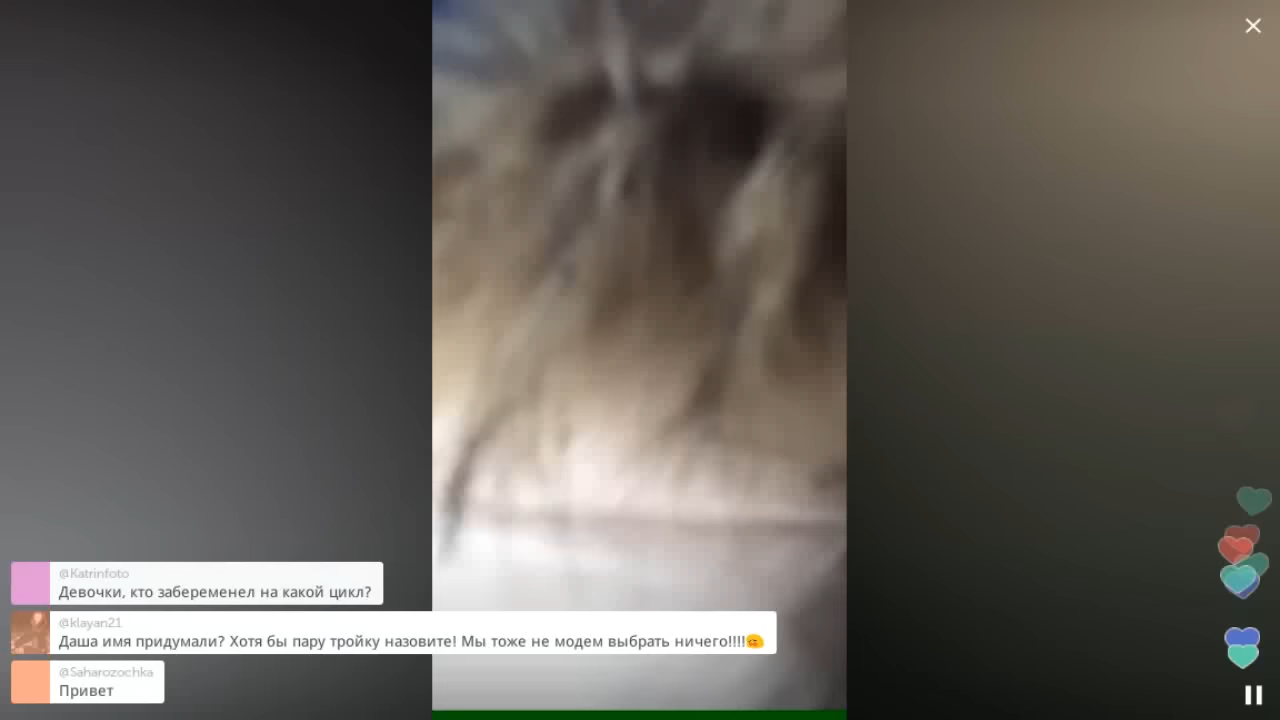 @Katrinfoto
Девочки, кто забеременел на какой цикл?
@klayan21
Даша имя придумали? Хотя бы пару тройку назовите! Мы тоже не модем выбрать ничего!!!!
@Saharozochka
Привет